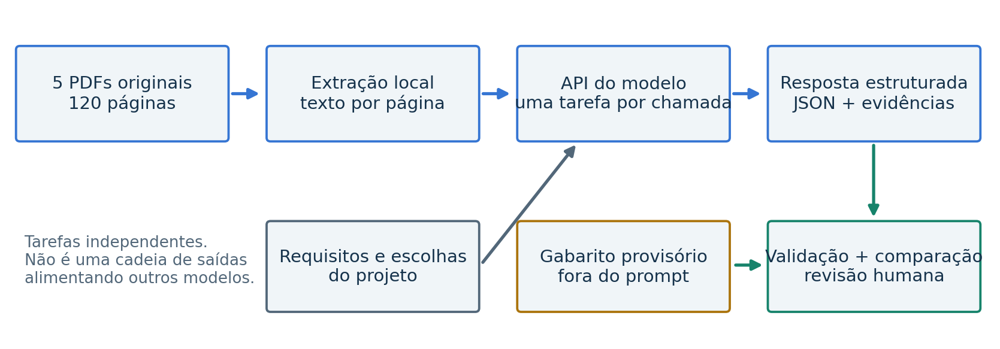 5 PDFs originais
120 páginas
Extração local
texto por página
API do modelo
uma tarefa por chamada
Resposta estruturada
JSON + evidências
Tarefas independentes.
Não é uma cadeia de saídas
alimentando outros modelos.
Requisitos e escolhas
do projeto
Gabarito provisório
fora do prompt
Validação + comparação
revisão humana